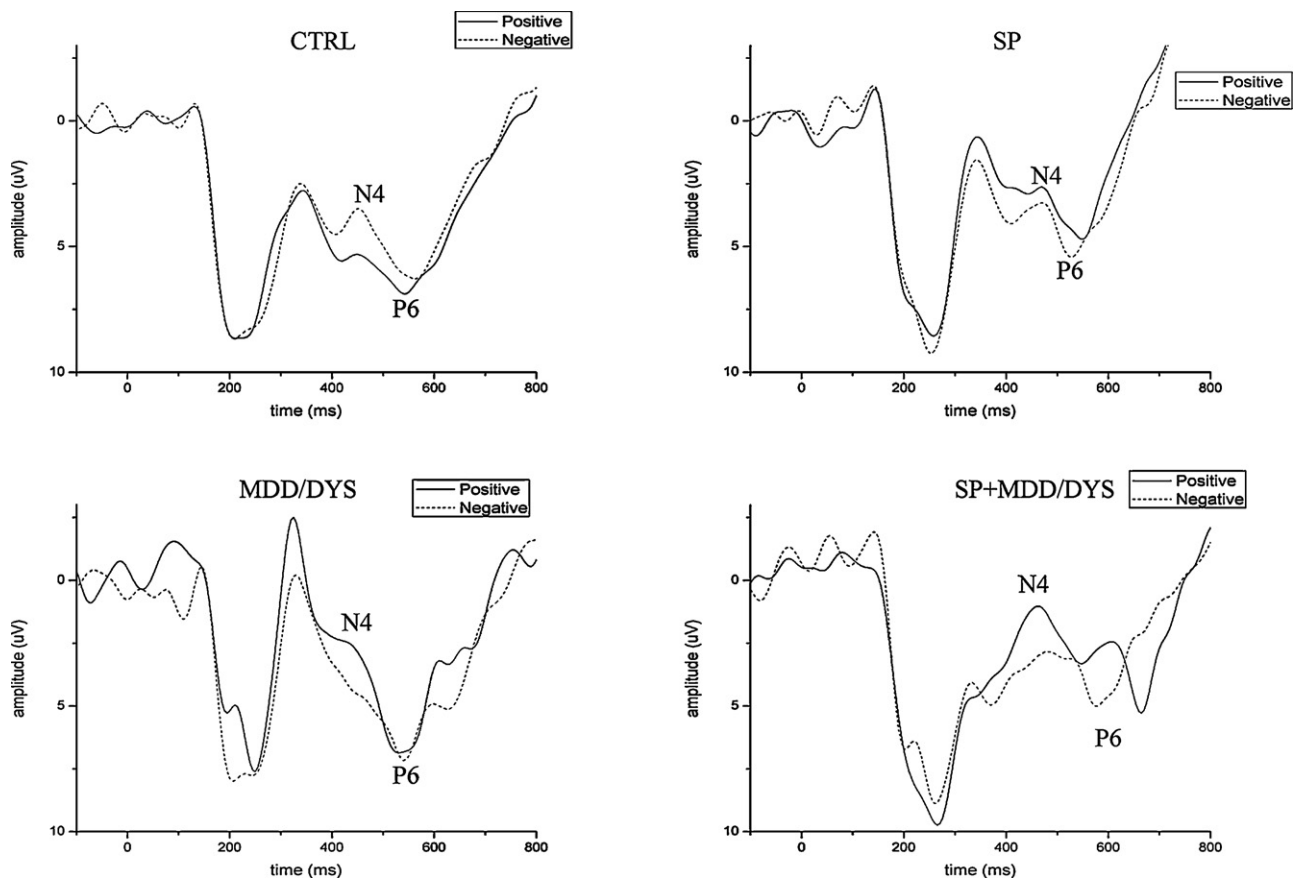 CTRL
Positive
Negative
0
5
10
amplitude (uV)
N4
P6
0 200 400 600 800
time (ms)
SP
Positive
Negative
0
5
10
amplitude (uV)
N4
P6
0 200 400 600 800
time (ms)
MDD/DYS
Positive
Negative
0
5
10
amplitude (uV)
N4
P6
0 200 400 600 800
time (ms)
SP+MDD/DYS
Positive
Negative
0
5
10
amplitude (uV)
N4
P6
0 200 400 600 800
time (ms)